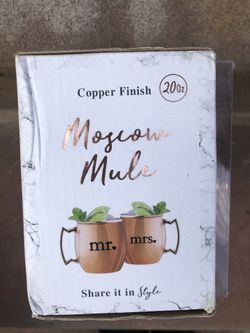 Copper Finish
20oz
Moscow
Mule
mr.
mrs.
Share it in Style